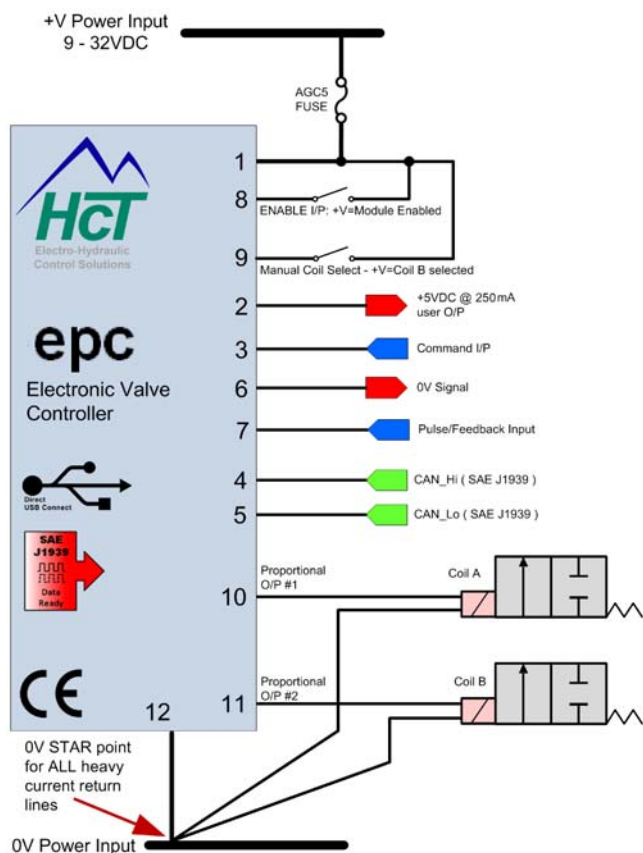 +V Power Input
9 - 32VDC
AGC5
FUSE
HcT
Electro-Hydraulic
Control Solutions
1
8
ENABLE I/P: +V=Module Enabled
9
Manual Coil Select - +V=Coil B selected
2
+5VDC @ 250mA
user O/P
epc
3
Command I/P
Electronic Valve
Controller
6
0V Signal
7
Pulse/Feedback Input
Direct
USB Connect
4
CAN_Hi ( SAE J1939 )
5
CAN_Lo ( SAE J1939 )
SAE
J1939
Data
Ready
Proportional
O/P #1
10
Coil A
CE
Proportional
O/P #2
11
Coil B
12
0V STAR point
for ALL heavy
current return
lines
0V Power Input